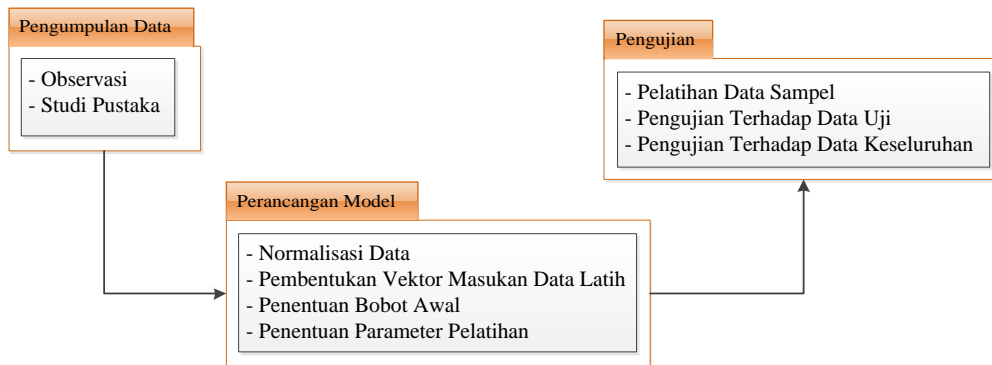 Pengumpulan Data
- Observasi
- Studi Pustaka
Perancangan Model
- Normalisasi Data
- Pembentukan Vektor Masukan Data Latih
- Penentuan Bobot Awal
- Penentuan Parameter Pelatihan
Pengujian
- Pelatihan Data Sampel
- Pengujian Terhadap Data Uji
- Pengujian Terhadap Data Keseluruhan